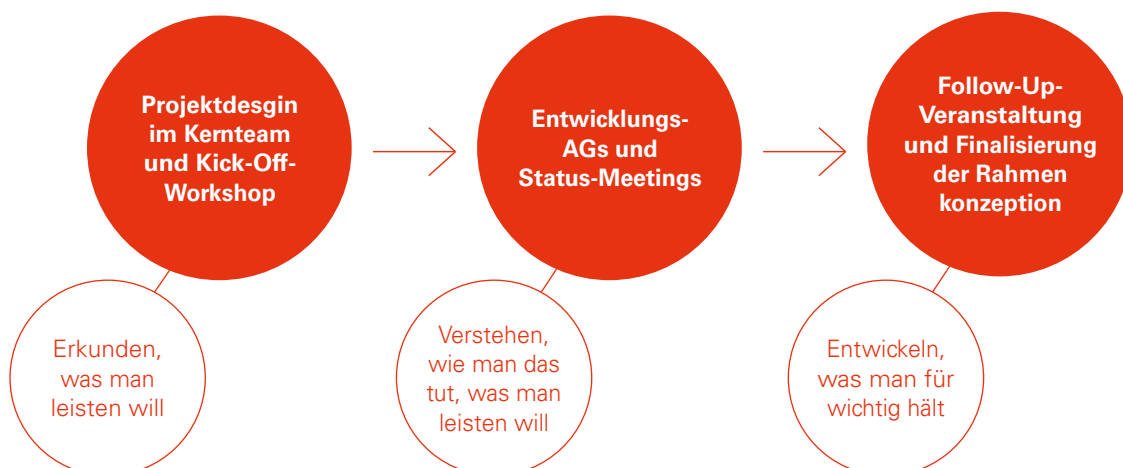 Projektdesgin
im Kernteam
und Kick-Off-
Workshop
Entwicklungs-
AGs und
Status-Meetings
Follow-Up-
Veranstaltung
und Finalisierung
der Rahmen
konzeption
Erkunden,
was man
leisten will
Verstehen,
wie man das
tut, was man
leisten will
Entwickeln,
was man für
wichtig hält